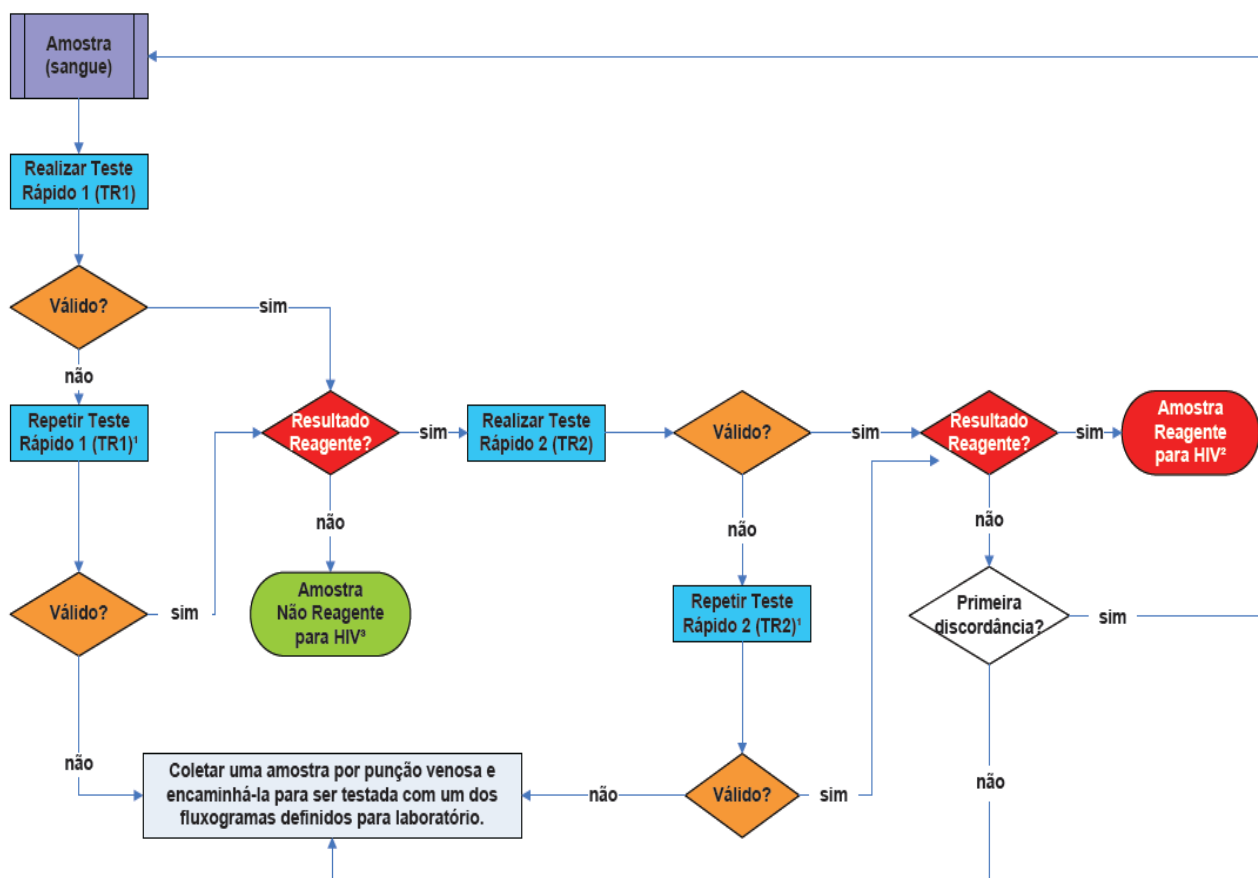 Amostra
(sangue)
Realizar Teste
Rápido 1 (TR1)
Válido?
sim
não
Repetir Teste
Rápido 1 (TR1)¹
Resultado
Reagente?
sim
Realizar Teste
Rápido 2 (TR2)
Válido?
sim
Resultado
Reagente?
sim
Amostra
Reagente
para HIV²
não
não
não
Válido?
sim
Amostra
Não Reagente
para HIV³
Repetir Teste
Rápido 2 (TR2)¹
Primeira
discordância?
sim
não
Coletar uma amostra por punção venosa e
encaminhá-la para ser testada com um dos
fluxogramas definidos para laboratório.
não
Válido?
sim
não